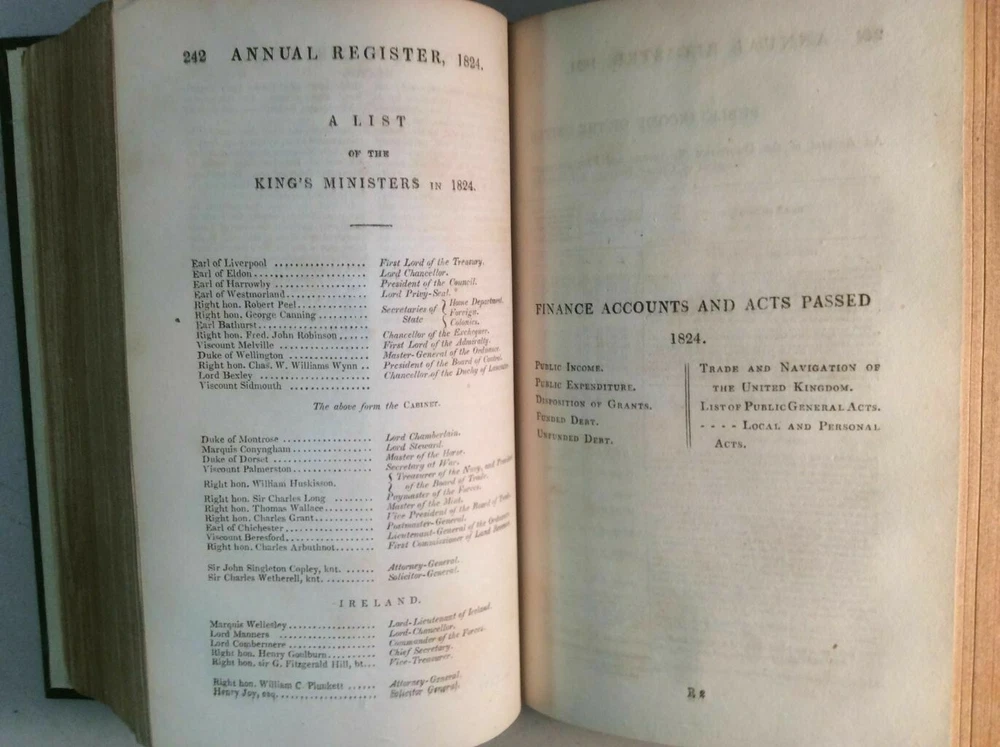 242 ANNUAL REGISTER, 1824.
A LIST
OF THE
KING'S MINISTERS IN 1824.
Earl of Liverpool .................. First Lord of the Treasury.
Earl of Eldon...................... Lord Chancellor.
Earl of Harrowby .................. President of the Council.
Earl of Westmorland................ Lord Privy-Seal.
Right hon. Robert Peel............. Home Department.
Right hon. George Canning .......... Secretaries of State Foreign.
Earl Bathurst...................... Colonies.
Right hon. Fred. John Robinson...... Chancellor of the Exchequer.
Viscount Melville .................. First Lord of the Admiralty.
Duke of Wellington ................ Master-General of the Ordnance.
Right hon. Chas. W. Williams Wynn .. President of the Board of Control.
Lord Bexley ........................ Chancellor of the Duchy of Lancaster
Viscount Sidmouth ................
The above form the CABINET.
Duke of Montrose .................. Lord Chamberlain.
Marquis Conyngham ................ Lord Steward.
Duke of Dorset .................... Master of the Horse.
Viscount Palmerston................ Secretary at War.
Right hon. William Huskisson. Treasurer of the Navy, and President
of the Board of Trade.
Right hon. Sir Charles Long ........ Paymaster of the Forces.
Right hon. Thomas Wallace.......... Master of the Mint.
Right hon. Charles Grant............ Vice President of the Board of Trade.
Earl of Chichester.................. Postmaster-General.
Viscount Beresford.................. Lieutenant-General of the Ordnance.
Right hon. Charles Arbuthnot........ First Commissioner of Land Revenue
Sir John Singleton Copley, knt. ...... Attorney-General.
Sir Charles Wetherell, knt. .......... Solicitor-General.
IRELAND.
Marquis Wellesley.................. Lord-Lieutenant of Ireland.
Lord Manners .................... Lord-Chancellor.
Lord Combermere .................. Commander of the Forces.
Right hon. Henry Goulburn.......... Chief Secretary.
Right hon. sir G. Fitzgerald Hill, bt... Vice-Treasurer.
Right hon. William C. Plunkett ...... Attorney-General.
Henry Joy, esq. .................... Solicitor General.
FINANCE ACCOUNTS AND ACTS PASSED
1824.
PUBLIC INCOME.
PUBLIC EXPENDITURE.
DISPOSITION OF GRANTS.
FUNDED DEBT.
UNFUNDED DEBT.
TRADE AND NAVIGATION OF
THE UNITED KINGDOM.
LIST OF PUBLIC GENERAL ACTS.
- - - - LOCAL AND PERSONAL
ACTS.